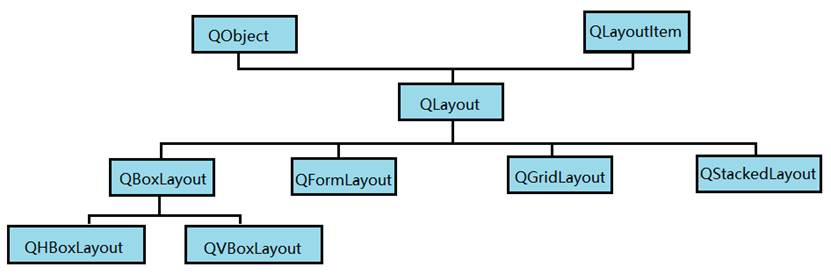 QObject
QLayoutItem
QLayout
QBoxLayout
QFormLayout
QGridLayout
QStackedLayout
QHBoxLayout
QVBoxLayout